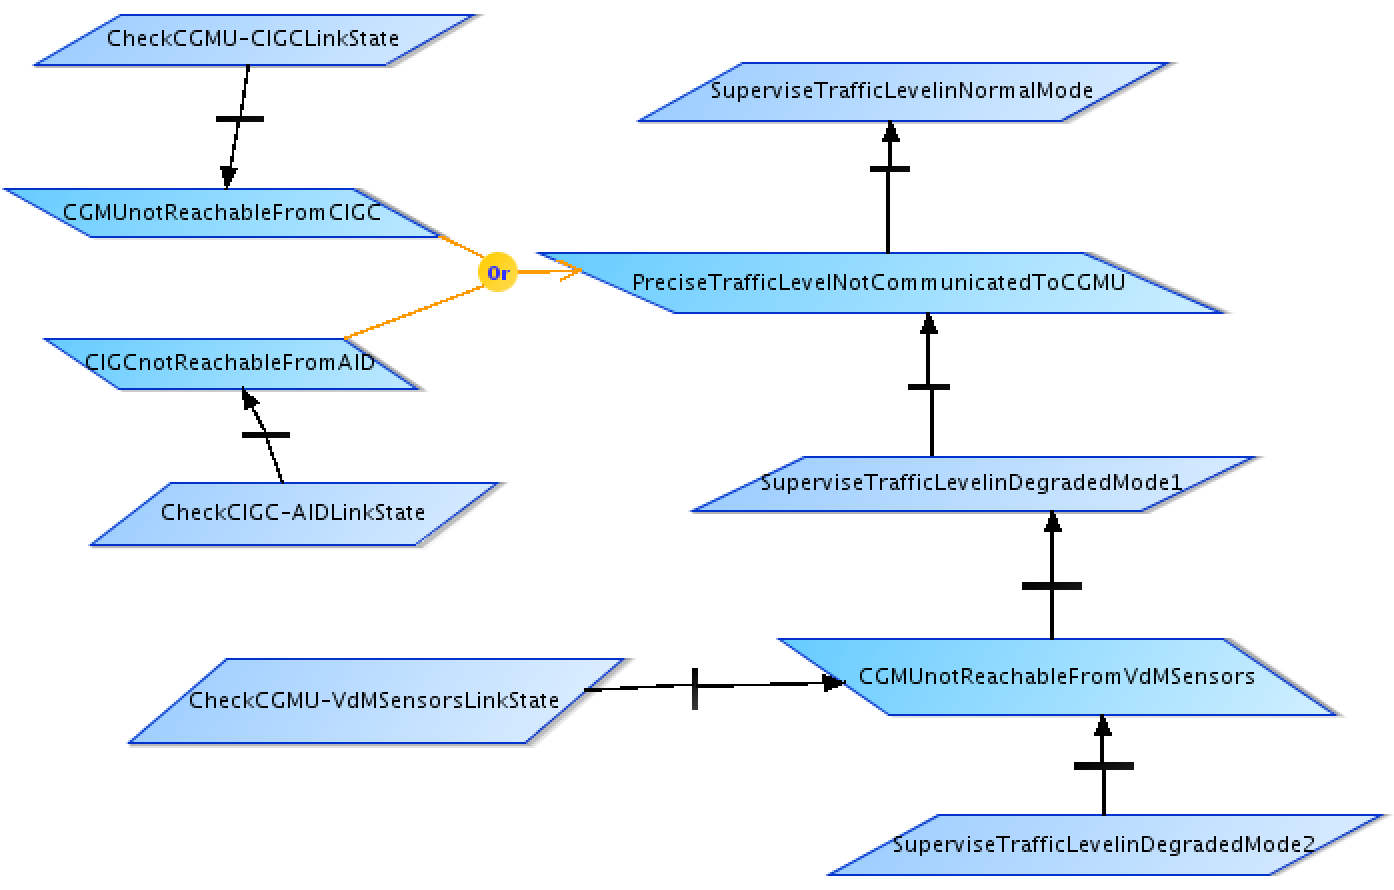 CheckCGMU-CIGCLinkState
SuperviseTrafficLevelinNormalMode
CGMUnotReachableFromCIGC
Or
PreciseTrafficLevelNotCommunicatedToCGMU
CIGCnotReachableFromAID
SuperviseTrafficLevelinDegradedMode1
CheckCIGC-AIDLinkState
CGMUnotReachableFromVdMSensors
CheckCGMU-VdMSensorsLinkState
SuperviseTrafficLevelinDegradedMode2